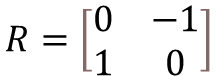 R = [0 −1
1 0]